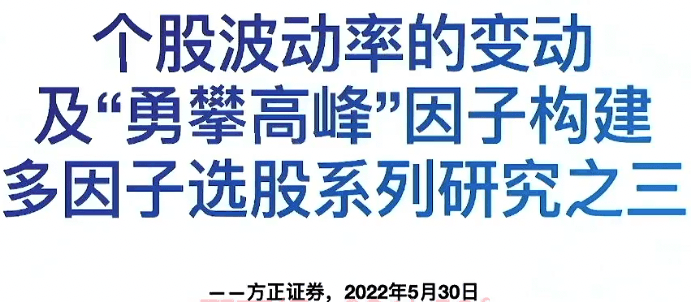 个股波动率的变动
及“勇攀高峰”因子构建
多因子选股系列研究之三
——方正证券，2022年5月30日